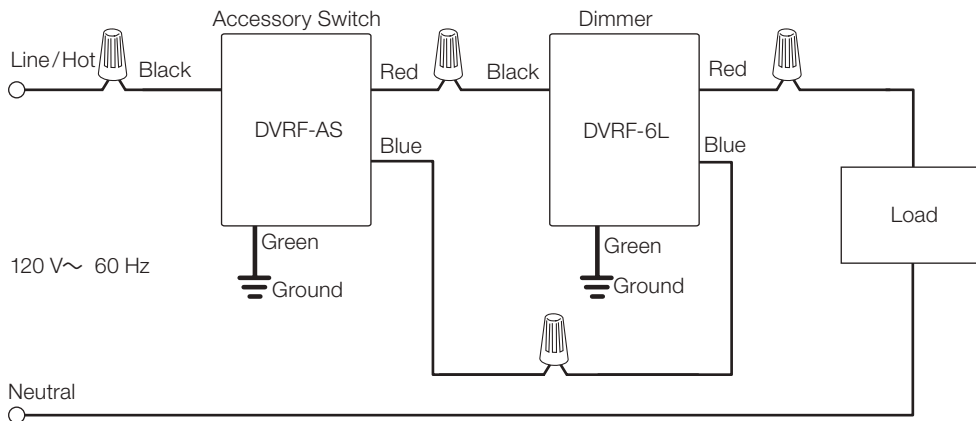 Accessory Switch
Dimmer
Line/Hot
Black
Red
Black
Red
DVRF-AS
DVRF-6L
Blue
Blue
Load
Green
Green
120 V～ 60 Hz
Ground
Ground
Neutral